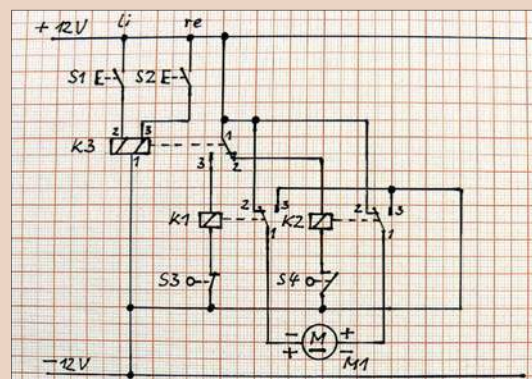 li re
+12V
S1 S2
2 3
K3
1
1
3 2
2 3 2 3
K1 K2
1 1
S3 S4
- +
M
+ -
M1
-12V